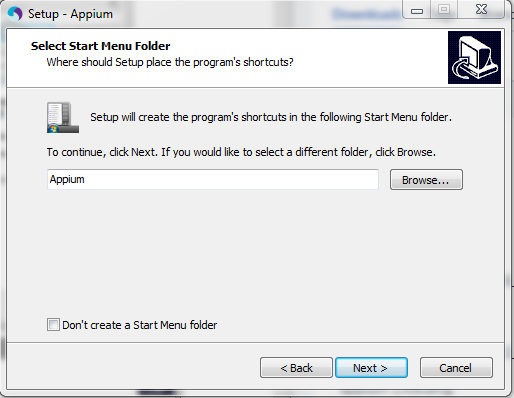 Setup - Appium
Select Start Menu Folder
Where should Setup place the program's shortcuts?
Setup will create the program's shortcuts in the following Start Menu folder.
To continue, click Next. If you would like to select a different folder, click Browse.
Appium
Browse...
Don't create a Start Menu folder
< Back
Next >
Cancel